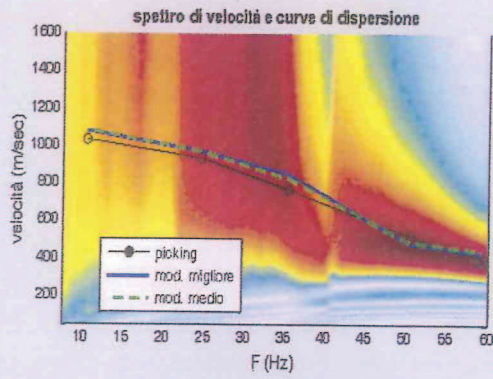 spettro di velocità e curve di dispersione
1600
1400
1200
1000
800
600
400
200
velocità (m/sec)
picking
mod. migliore
mod. medio
10 15 20 25 30 35 40 45 50 55 60
F (Hz)